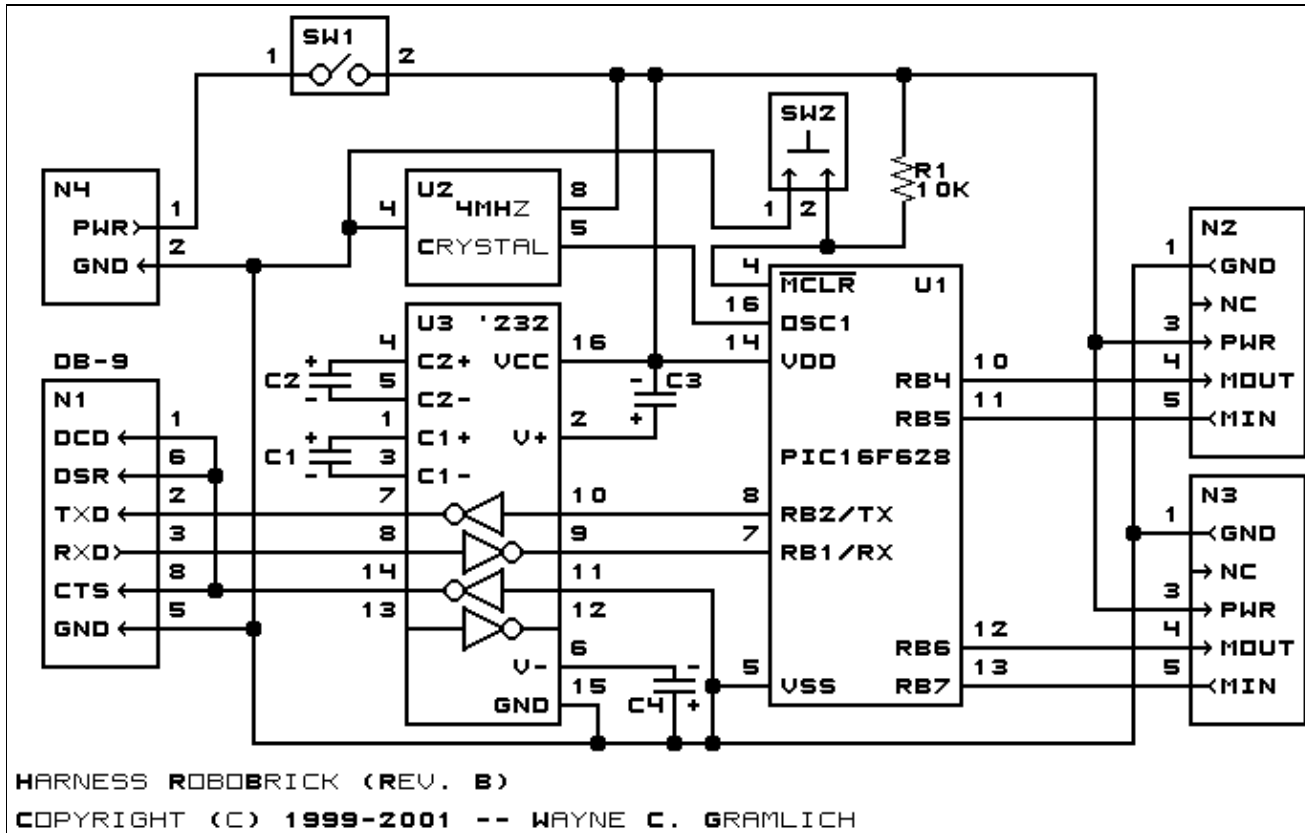 SW1
1 2
SW2
1 2
R1
10K
N4
PWR 1
GND 2
U2
4MHZ
CRYSTAL
4 8
5
U3 '232
4 C2+ VCC 16
5 C2-
1 C1+ V+ 2
3 C1-
7 10
8 9
14 11
13 12
V- 6
GND 15
C2 + -
C1 + -
C3 - +
C4 - +
DB-9
N1
DCD 1
DSR 6
TXD 2
RXD 3
CTS 8
GND 5
U1
4 MCLR
16 OSC1
14 VDD
RB4 10
RB5 11
PIC16F628
8 RB2/TX
7 RB1/RX
RB6 12
5 VSS RB7 13
N2
1 GND
NC
3 PWR
4 MOUT
5 MIN
N3
1 GND
NC
3 PWR
4 MOUT
5 MIN
HARNESS ROBOBRICK (REV. B)
COPYRIGHT (C) 1999-2001 -- WAYNE C. GRAMLICH